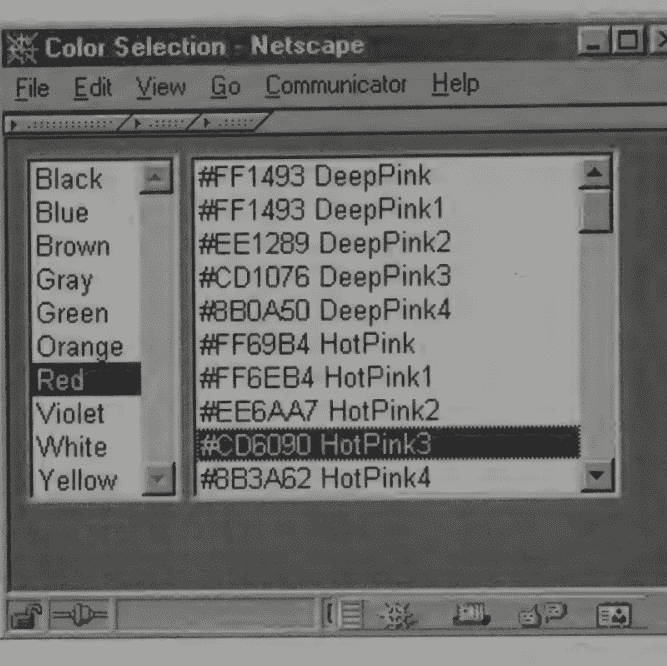 Color Selection - Netscape
File Edit View Go Communicator Help
Black
Blue
Brown
Gray
Green
Orange
Red
Violet
White
Yellow
#FF1493 DeepPink
#FF1493 DeepPink1
#EE1289 DeepPink2
#CD1076 DeepPink3
#8B0A50 DeepPink4
#FF69B4 HotPink
#FF6EB4 HotPink1
#EE6AA7 HotPink2
#CD6090 HotPink3
#8B3A62 HotPink4